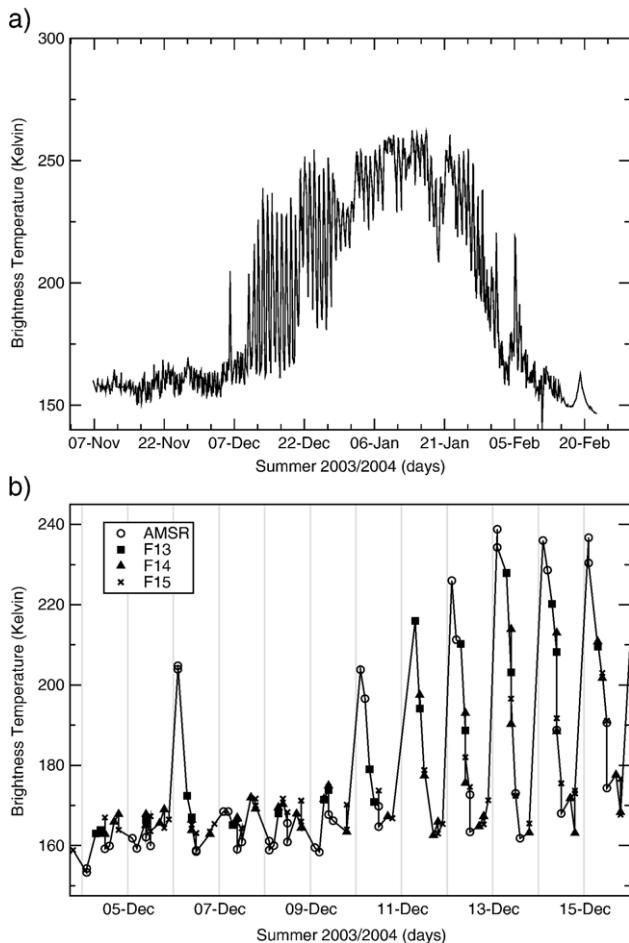 a)
300
250
200
150
Brightness Temperature (Kelvin)
07-Nov 22-Nov 07-Dec 22-Dec 06-Jan 21-Jan 05-Feb 20-Feb
Summer 2003/2004 (days)
b)
240
220
200
180
160
Brightness Temperature (Kelvin)
AMSR
F13
F14
F15
05-Dec 07-Dec 09-Dec 11-Dec 13-Dec 15-Dec
Summer 2003/2004 (days)